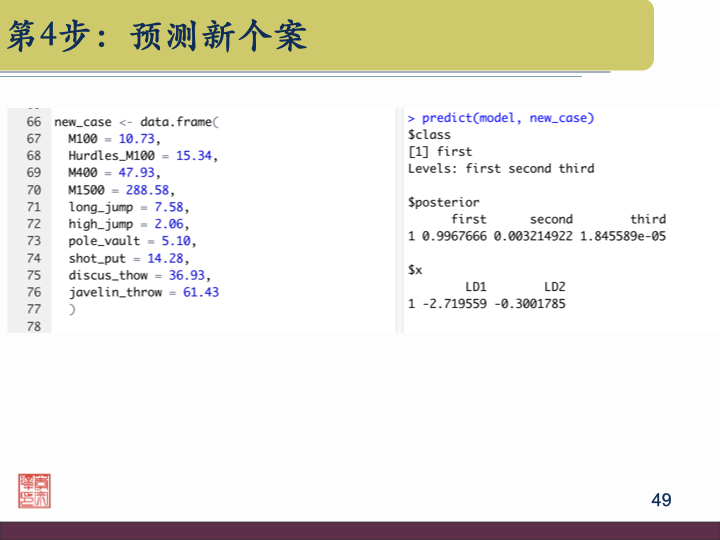 第4步：预测新个案
66 new_case <- data.frame(
67 M100 = 10.73,
68 Hurdles_M100 = 15.34,
69 M400 = 47.93,
70 M1500 = 288.58,
71 long_jump = 7.58,
72 high_jump = 2.06,
73 pole_vault = 5.10,
74 shot_put = 14.28,
75 discus_thow = 36.93,
76 javelin_throw = 61.43
77 )
78
> predict(model, new_case)
$class
[1] first
Levels: first second third
$posterior
first second third
1 0.9967666 0.003214922 1.845589e-05
$x
LD1 LD2
1 -2.719559 -0.3001785
49